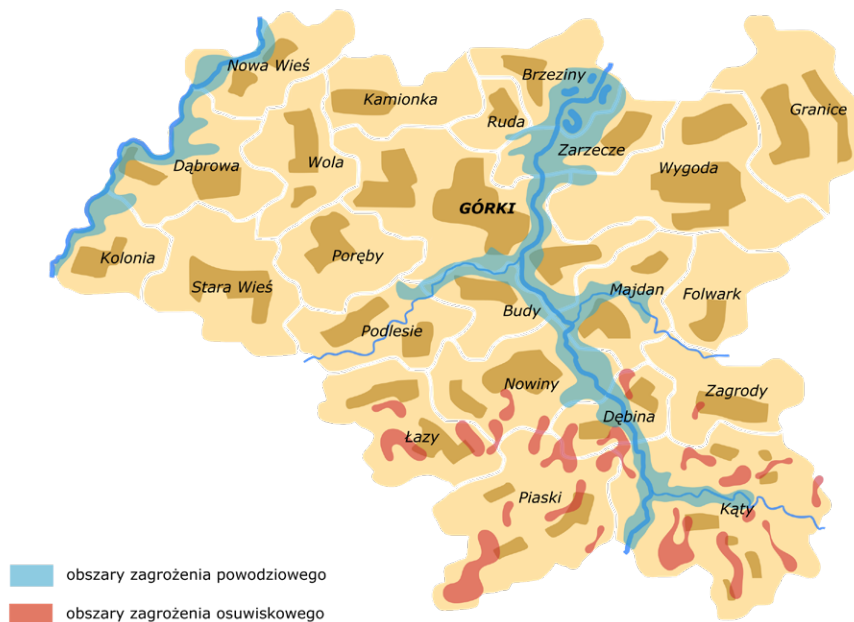 Nowa Wieś
Brzeziny
Kamionka
Granice
Ruda
Zarzecze
Wola
Dąbrowa
Wygoda
GÓRKI
Kolonia
Poręby
Stara Wieś
Majdan
Folwark
Budy
Podlesie
Nowiny
Zagrody
Dębina
Łazy
Piaski
Kąty
obszary zagrożenia powodziowego
obszary zagrożenia osuwiskowego